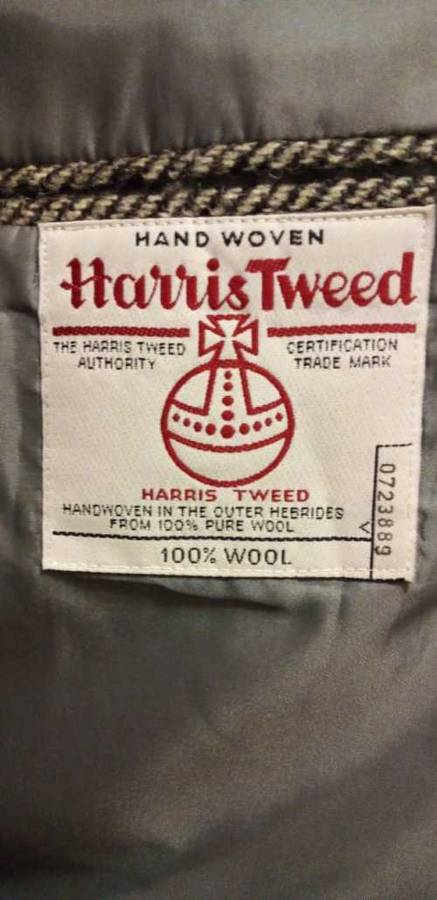 HAND WOVEN
Harris Tweed
THE HARRIS TWEED
AUTHORITY
CERTIFICATION
TRADE MARK
HARRIS TWEED
HANDWOVEN IN THE OUTER HEBRIDES
FROM 100% PURE WOOL
100% WOOL
0723889